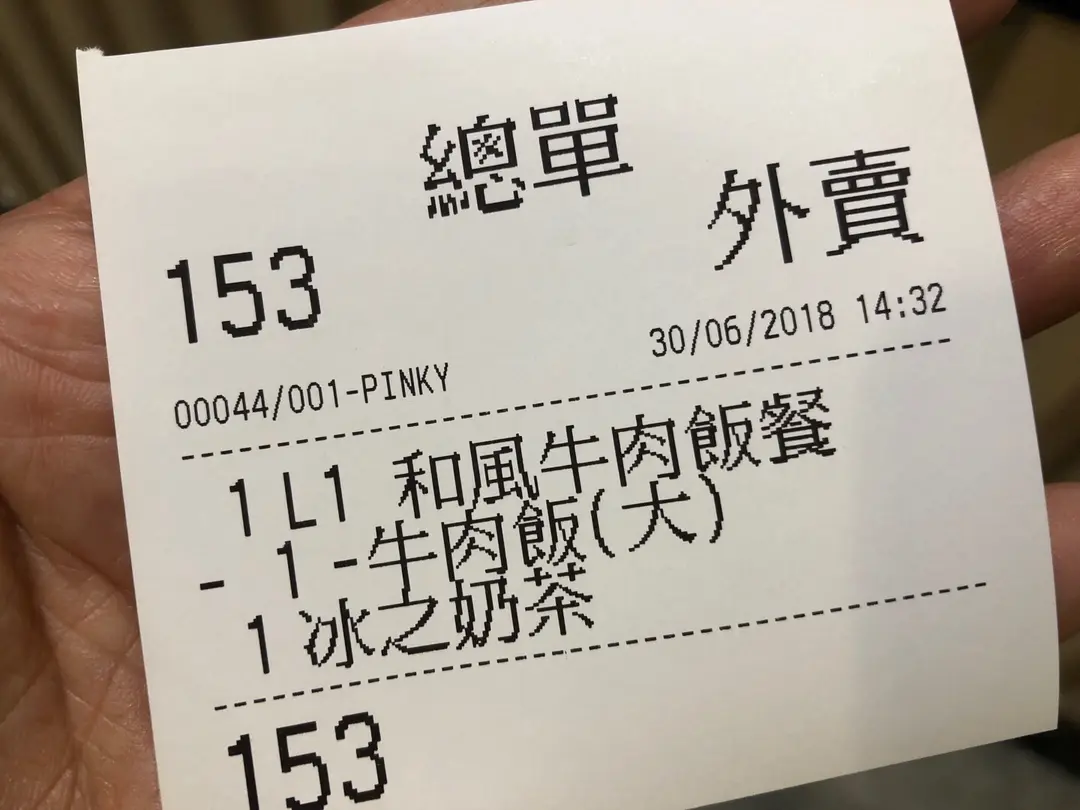 總單
外賣
153
30/06/2018 14:32
00044/001-PINKY
1 L1 和風牛肉飯餐
- 1 -牛肉飯(大)
1 冰之奶茶
153